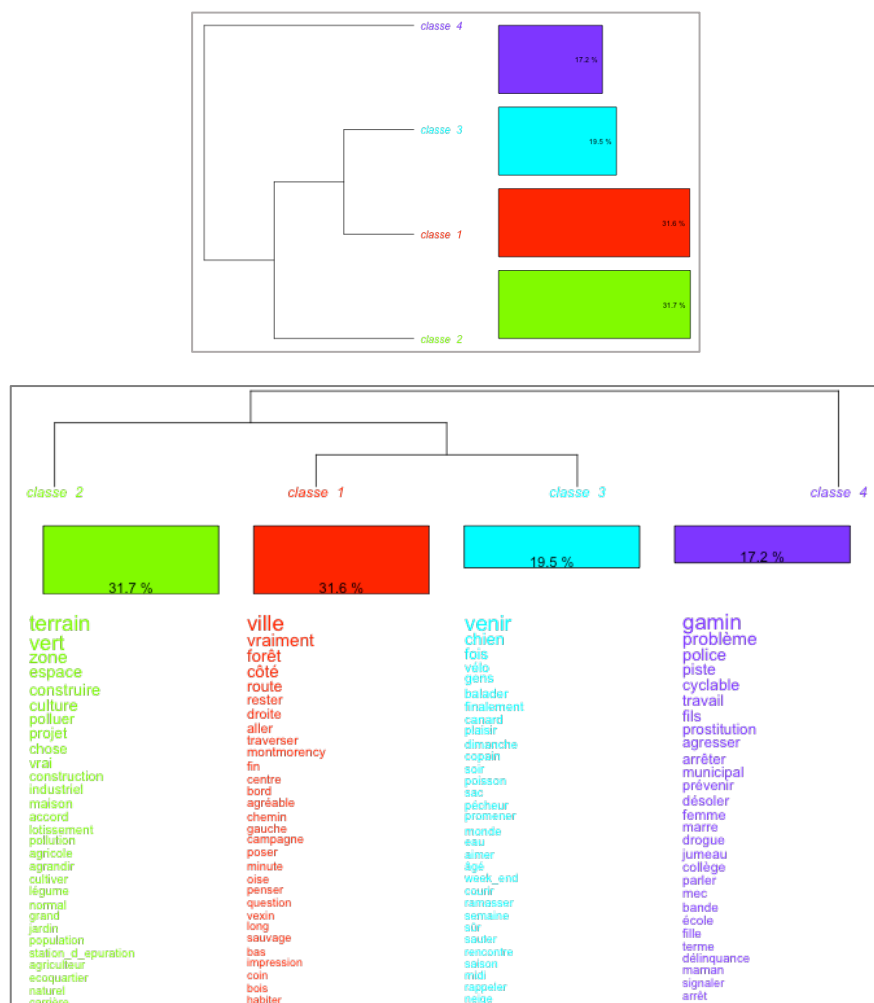 classe 4
17.2 %
classe 3
19.5 %
classe 1
31.6 %
31.7 %
classe 2
classe 2
classe 1
classe 3
classe 4
31.7 %
31.6 %
19.5 %
17.2 %
terrain
vert
zone
espace
construire
culture
polluer
projet
chose
vrai
construction
industriel
maison
accord
lotissement
pollution
agricole
agrandir
cultiver
légume
normal
grand
jardin
population
station_d_epuration
agriculteur
ecoquartier
naturel
carrière
ville
vraiment
forêt
côté
route
rester
droite
aller
traverser
montmorency
fin
centre
bord
agréable
chemin
gauche
campagne
poser
minute
oise
penser
question
vexin
long
sauvage
bas
impression
coin
bois
habiter
venir
chien
fois
vélo
gens
balader
finalement
canard
plaisir
dimanche
copain
soir
poisson
sac
pécheur
promener
monde
eau
aimer
âgé
week_end
courir
ramasser
semaine
sûr
sauter
rencontre
saison
midi
rappeler
neige
gamin
problème
police
piste
cyclable
travail
fils
prostitution
agresser
arrêter
municipal
prévenir
désoler
femme
marre
drogue
jumeau
collège
parler
mec
bande
école
fille
terme
délinquance
maman
signaler
arrêt